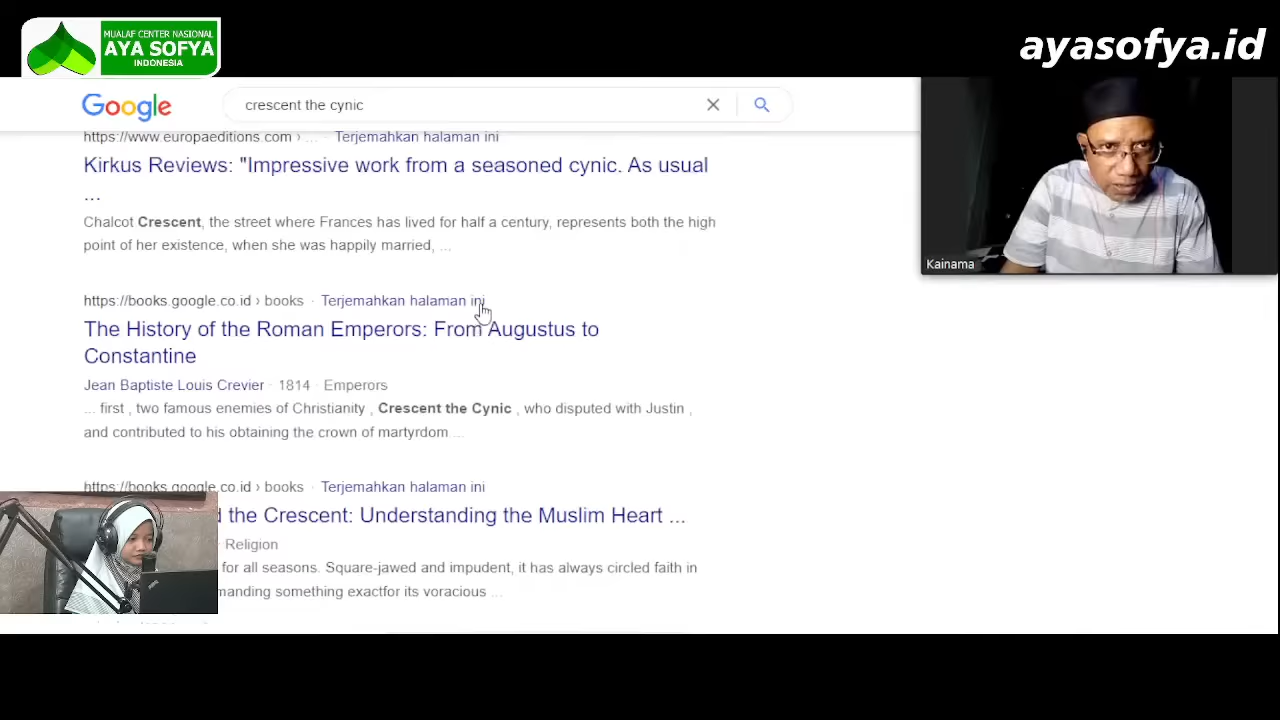 MUALAF CENTER NASIONAL
AYA SOFYA
INDONESIA
ayasofya.id
Google
crescent the cynic
https://www.europaeditions.com › ... · Terjemahkan halaman ini
Kirkus Reviews: "Impressive work from a seasoned cynic. As usual
...
Chalcot Crescent, the street where Frances has lived for half a century, represents both the high
point of her existence, when she was happily married, ...
Kainama
https://books.google.co.id › books · Terjemahkan halaman ini
The History of the Roman Emperors: From Augustus to
Constantine
Jean Baptiste Louis Crevier · 1814 · Emperors
... first , two famous enemies of Christianity , Crescent the Cynic , who disputed with Justin ,
and contributed to his obtaining the crown of martyrdom ...
https://books.google.co.id › books · Terjemahkan halaman ini
the Crescent: Understanding the Muslim Heart ...
· Religion
for all seasons. Square-jawed and impudent, it has always circled faith in
manding something exactfor its voracious ...